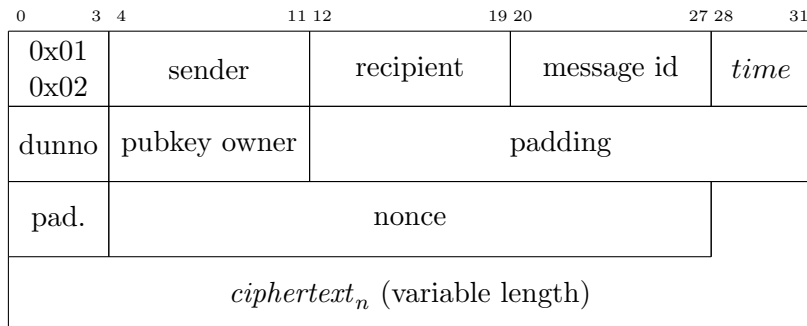 0 3 4 11 12 19 20 27 28 31
0x01 sender recipient message id time
0x02
dunno pubkey owner padding
pad. nonce
ciphertextₙ (variable length)